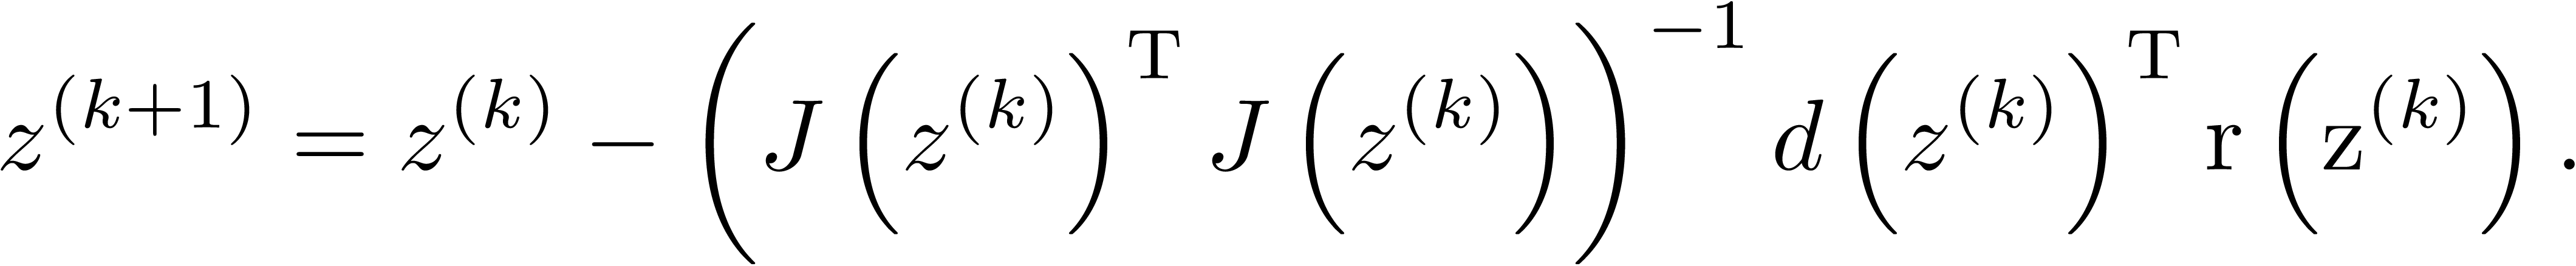 z^{(k+1)} = z^{(k)} - \left( J \left( z^{(k)} \right)^{\mathrm{T}} J \left( z^{(k)} \right) \right)^{-1} d \left( z^{(k)} \right)^{\mathrm{T}} \mathrm{r} \left( \mathrm{z}^{(k)} \right) .